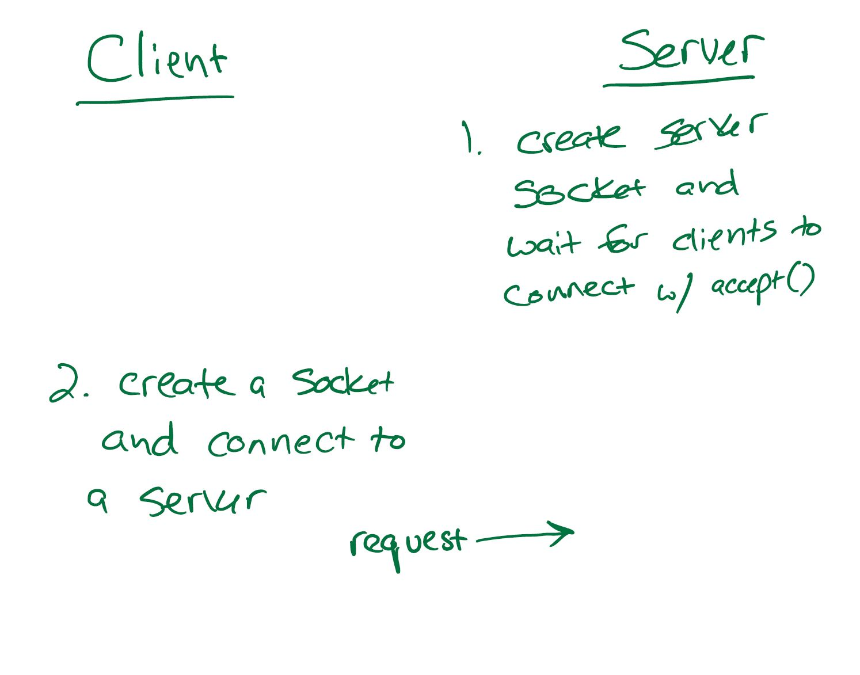 Client
Server
1. create server
socket and
wait for clients to
connect w/ accept()
2. create a socket
and connect to
a server
request